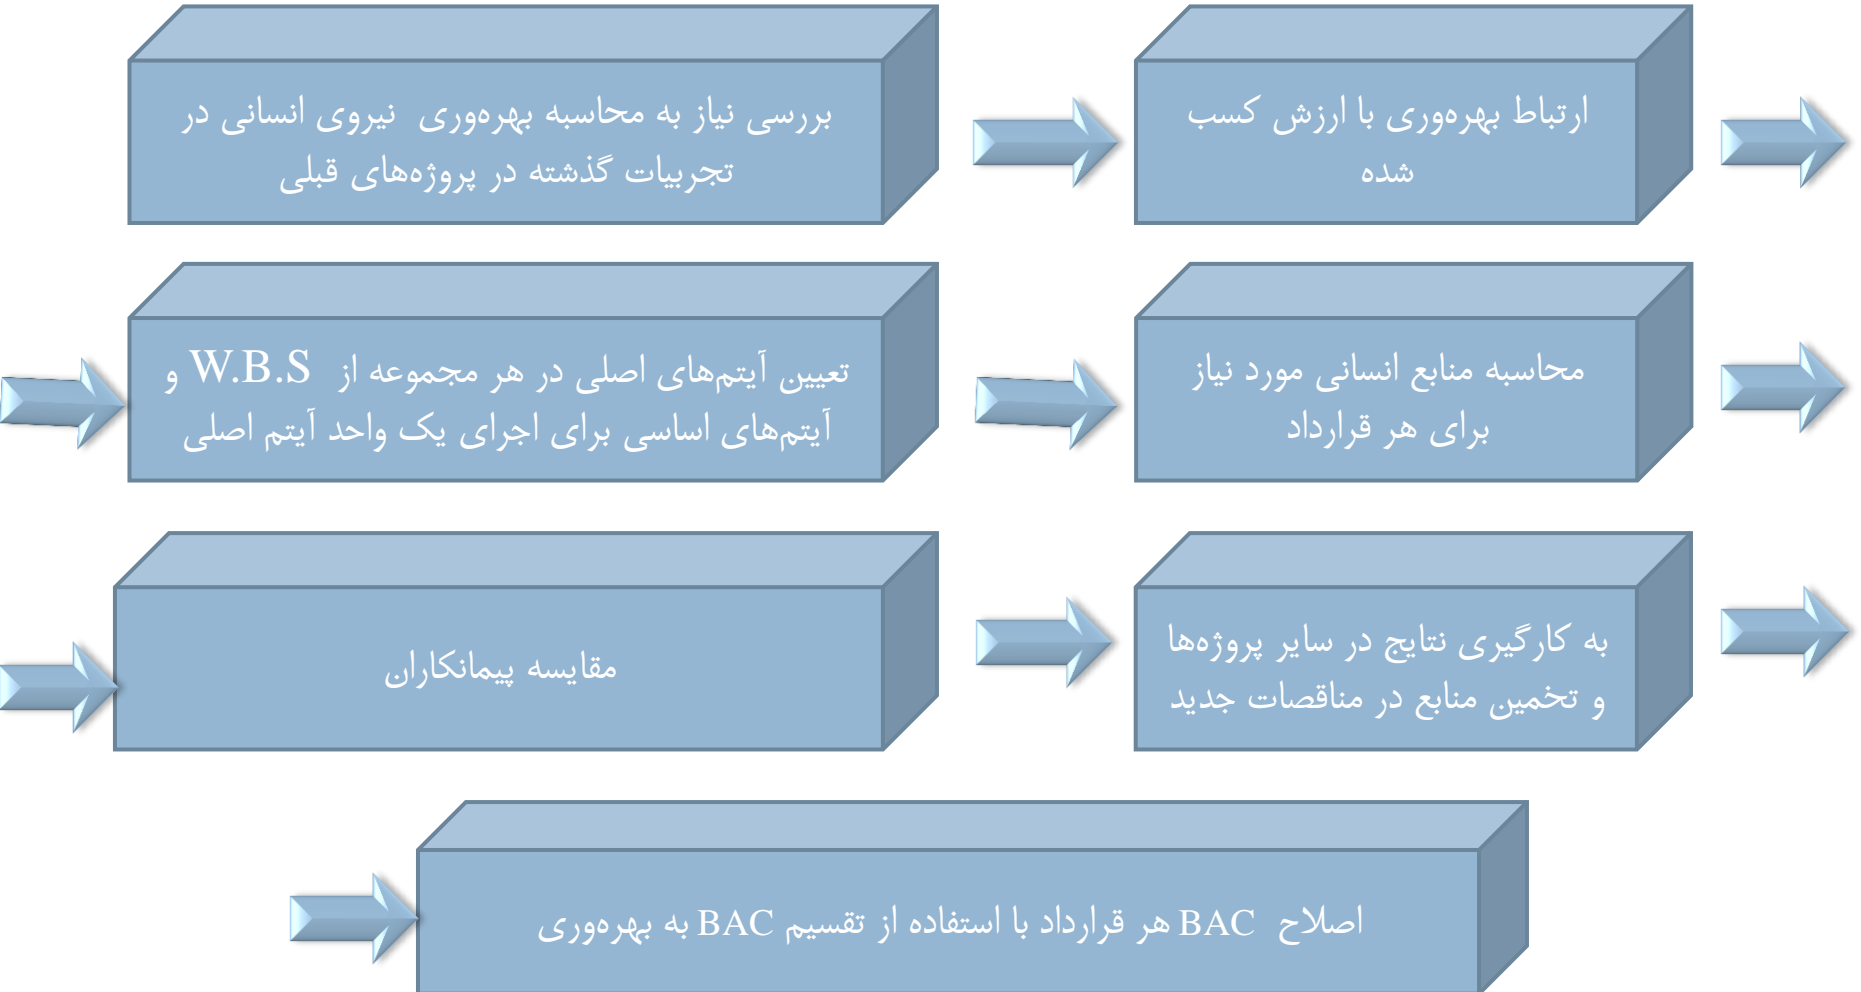 بررسی نیاز به محاسبه بهره‌وری نیروی انسانی در
تجربیات گذشته در پروژه‌های قبلی
ارتباط بهره‌وری با ارزش کسب
شده
تعیین آیتم‌های اصلی در هر مجموعه از W.B.S و
آیتم‌های اساسی برای اجرای یک واحد آیتم اصلی
محاسبه منابع انسانی مورد نیاز
برای هر قرارداد
مقایسه پیمانکاران
به کارگیری نتایج در سایر پروژه‌ها
و تخمین منابع در مناقصات جدید
اصلاح BAC هر قرارداد با استفاده از تقسیم BAC به بهره‌وری